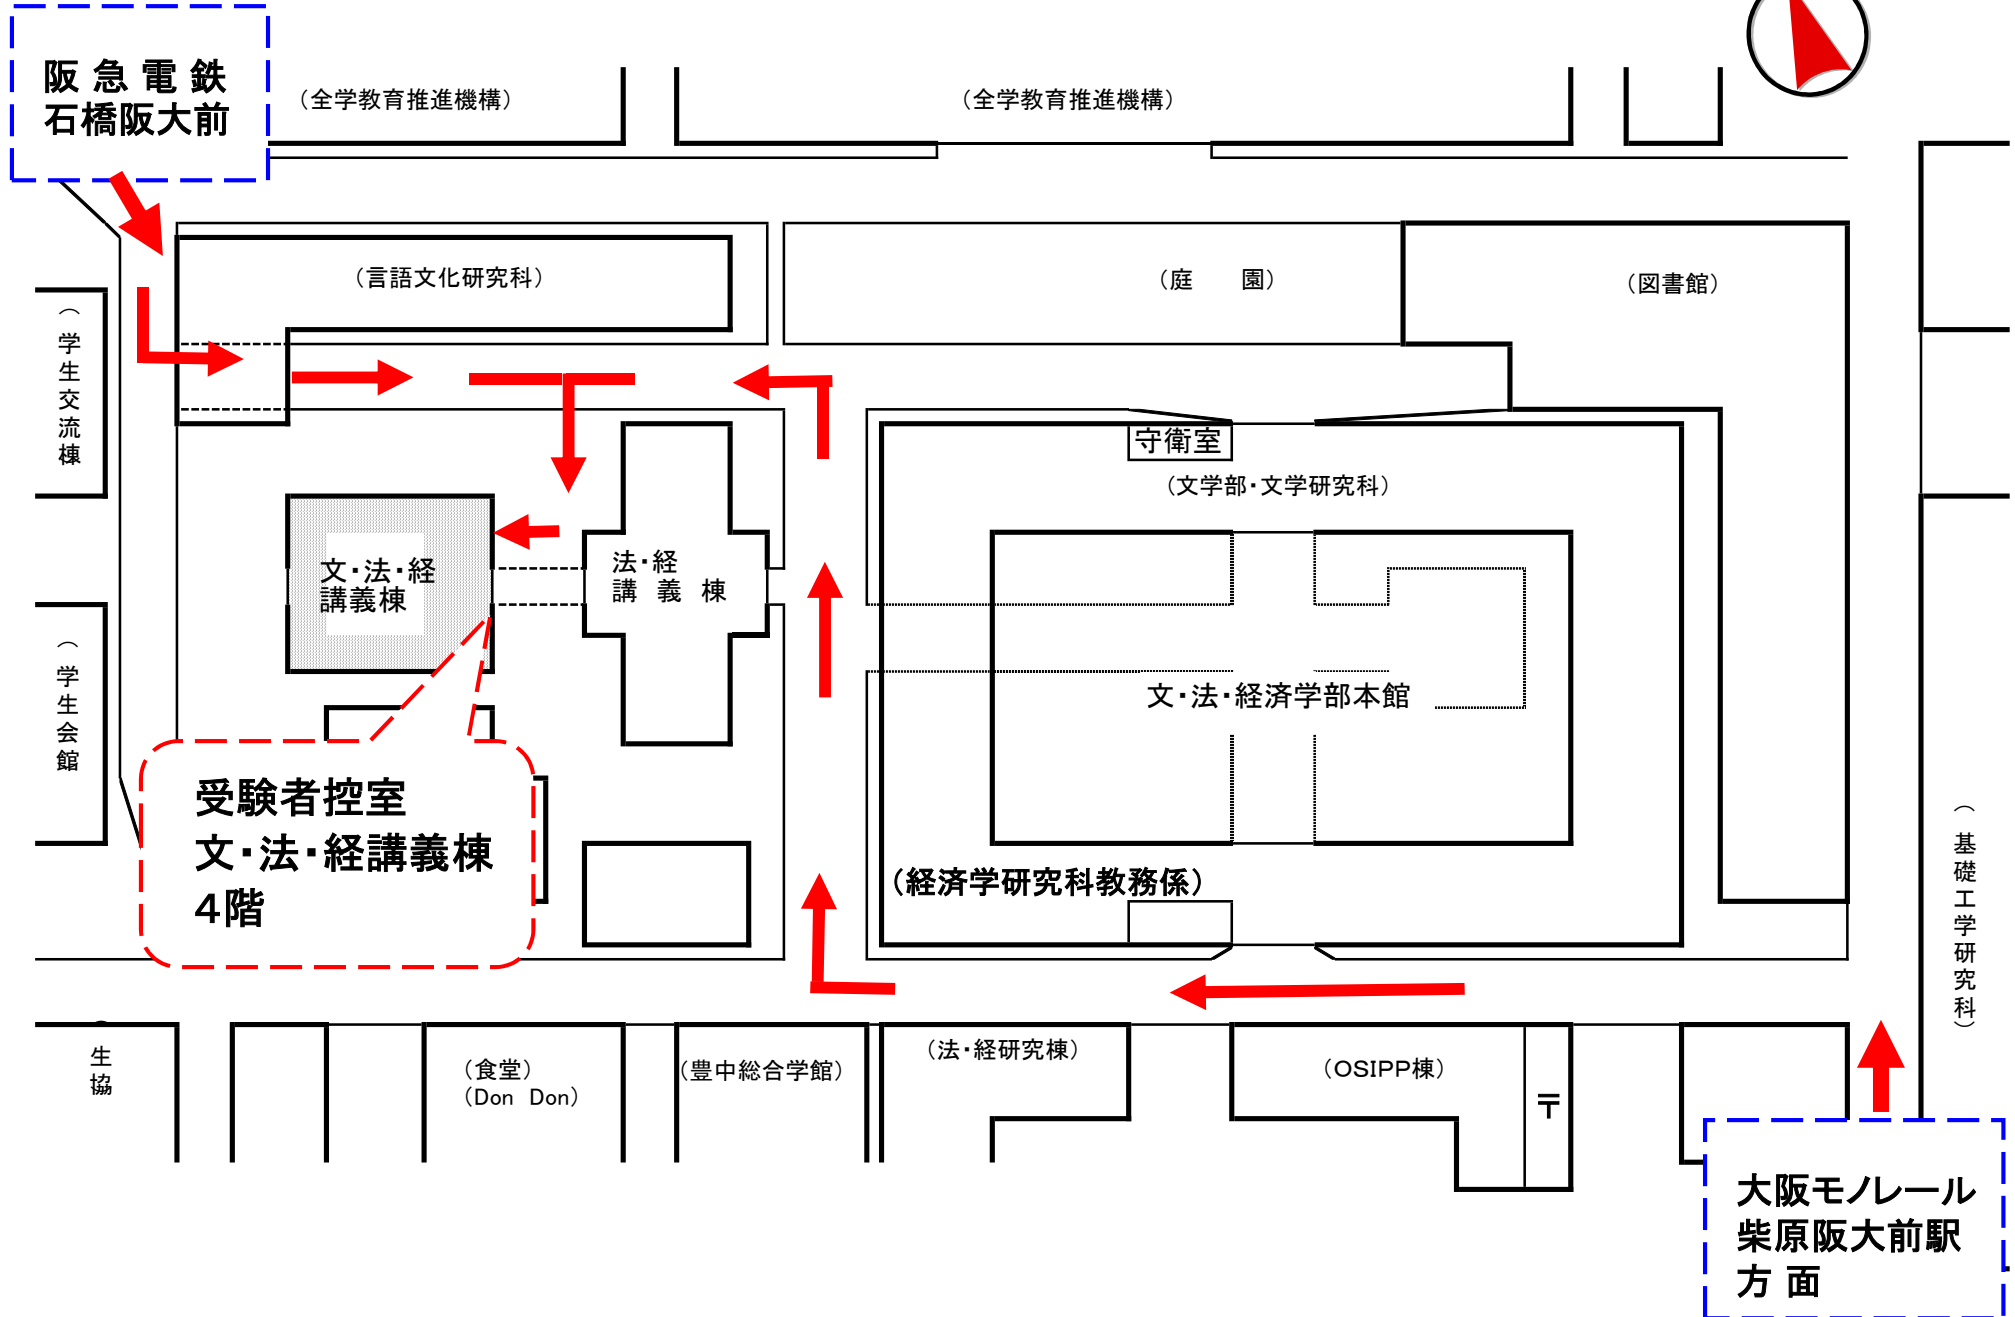 阪 急 電 鉄
石橋阪大前
（全学教育推進機構）
（全学教育推進機構）
（言語文化研究科）
（庭　　園）
（図書館）
（学生交流棟
守衛室
（文学部・文学研究科）
文・法・経
講義棟
法・経
講 義 棟
（学生会館
文・法・経済学部本館
受験者控室
文・法・経講義棟
４階
（経済学研究科教務係）
（基礎工学研究科）
（生協
（食堂）
（Don Don）
（豊中総合学館）
（法・経研究棟）
（OSIPP棟）
〒
大阪モノレール
柴原阪大前駅
方 面